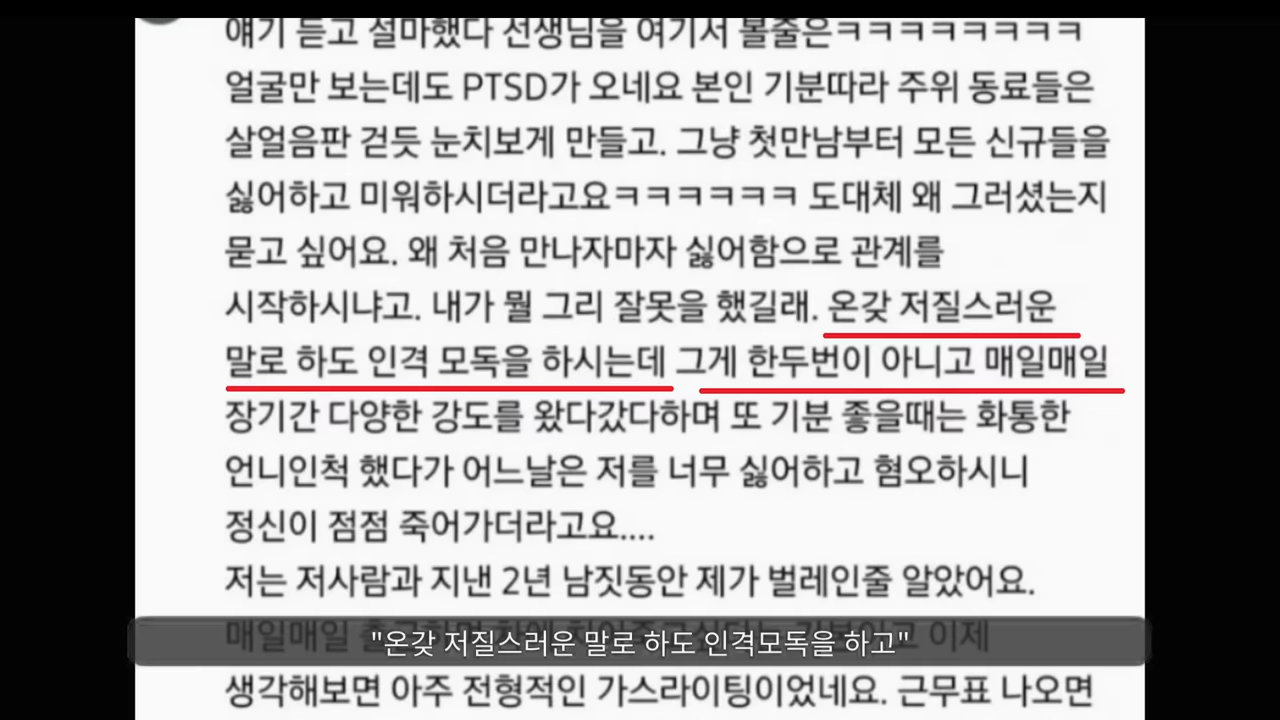 얘기 듣고 설마했다 선생님을 여기서 볼줄은ㅋㅋㅋㅋㅋㅋㅋㅋㅋ
얼굴만 보는데도 PTSD가 오네요 본인 기분따라 주위 동료들은
살얼음판 걷듯 눈치보게 만들고. 그냥 첫만남부터 모든 신규들을
싫어하고 미워하시더라고요ㅋㅋㅋㅋㅋㅋ 도대체 왜 그러셨는지
묻고 싶어요. 왜 처음 만나자마자 싫어함으로 관계를
시작하시냐고. 내가 뭘 그리 잘못을 했길래. 온갖 저질스러운
말로 하도 인격 모독을 하시는데 그게 한두번이 아니고 매일매일
장기간 다양한 강도를 왔다갔다하며 또 기분 좋을때는 화통한
언니인척 했다가 어느날은 저를 너무 싫어하고 혐오하시니
정신이 점점 죽어가더라고요....
저는 저사람과 지낸 2년 남짓동안 제가 벌레인줄 알았어요.
매일매일 이제
"온갖 저질스러운 말로 하도 인격모독을 하고"
생각해보면 아주 전형적인 가스라이팅이었네요. 근무표 나오면